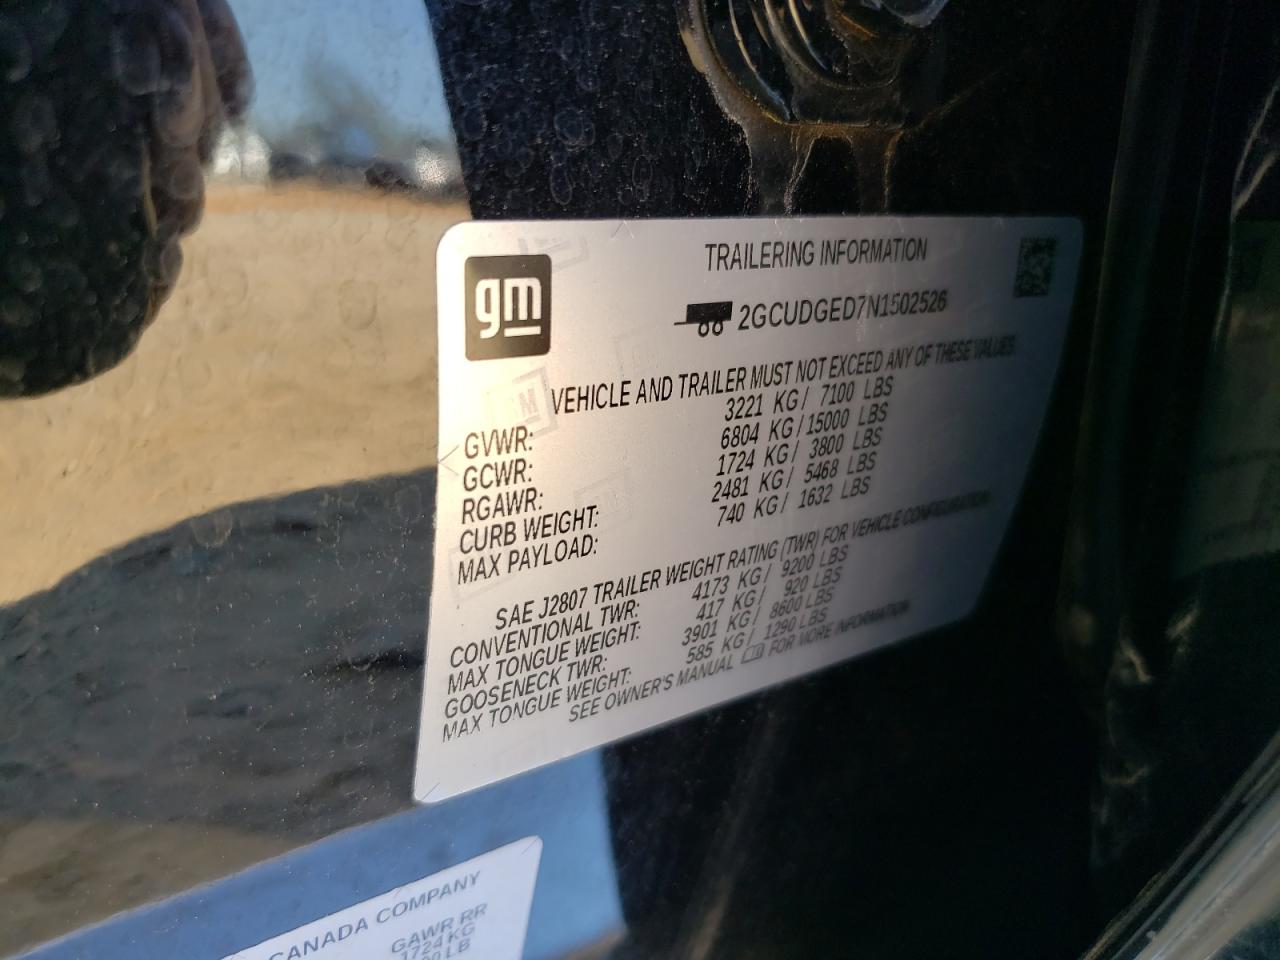 gm
TRAILERING INFORMATION
2GCUDGED7N1502526
VEHICLE AND TRAILER MUST NOT EXCEED ANY OF THESE VALUES
GVWR: 3221 KG/ 7100 LBS
GCWR: 6804 KG/15000 LBS
RGAWR: 1724 KG/ 3800 LBS
CURB WEIGHT: 2481 KG/ 5468 LBS
MAX PAYLOAD: 740 KG/ 1632 LBS
SAE J2807 TRAILER WEIGHT RATING (TWR) FOR VEHICLE CONFIGURATION
CONVENTIONAL TWR: 4173 KG/ 9200 LBS
MAX TONGUE WEIGHT: 417 KG/ 920 LBS
GOOSENECK TWR: 3901 KG/ 8600 LBS
MAX TONGUE WEIGHT: 585 KG/ 1290 LBS
SEE OWNER'S MANUAL FOR MORE INFORMATION
CANADA COMPANY
GAWR RR
1724 KG
LB